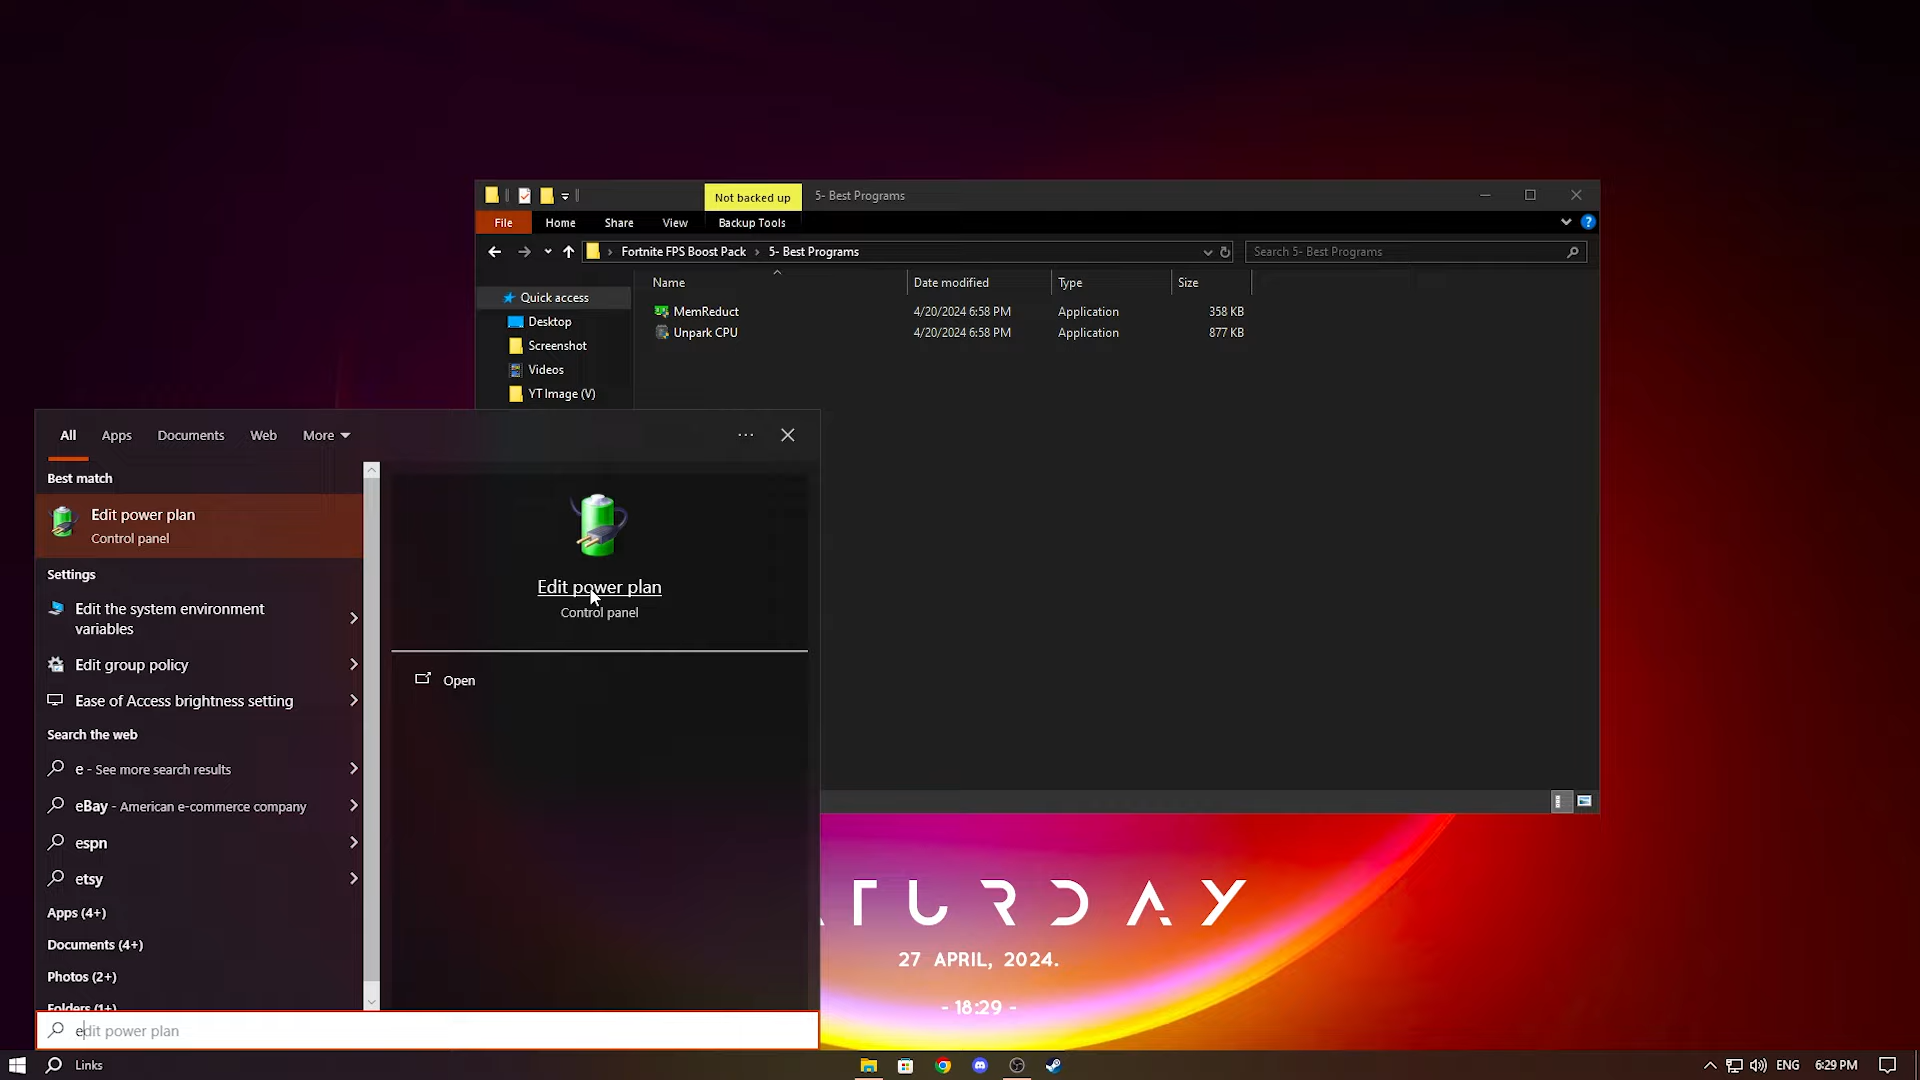 Not backed up
5- Best Programs
File
Home
Share
View
Backup Tools
Fortnite FPS Boost Pack
5- Best Programs
Search 5- Best Programs
Name
Date modified
Type
Size
Quick access
Desktop
Screenshot
Videos
YT Image (V)
MemReduct
4/20/2024 6:58 PM
Application
358 KB
Unpark CPU
4/20/2024 6:58 PM
Application
877 KB
All
Apps
Documents
Web
More
Best match
Edit power plan
Control panel
Settings
Edit the system environment
variables
Edit group policy
Ease of Access brightness setting
Search the web
e - See more search results
eBay - American e-commerce company
espn
etsy
Apps (4+)
Documents (4+)
Photos (2+)
Folders (1+)
Edit power plan
Control panel
Open
edit power plan
TURDAY
27 APRIL, 2024.
- 18:29 -
Links
ENG
6:29 PM